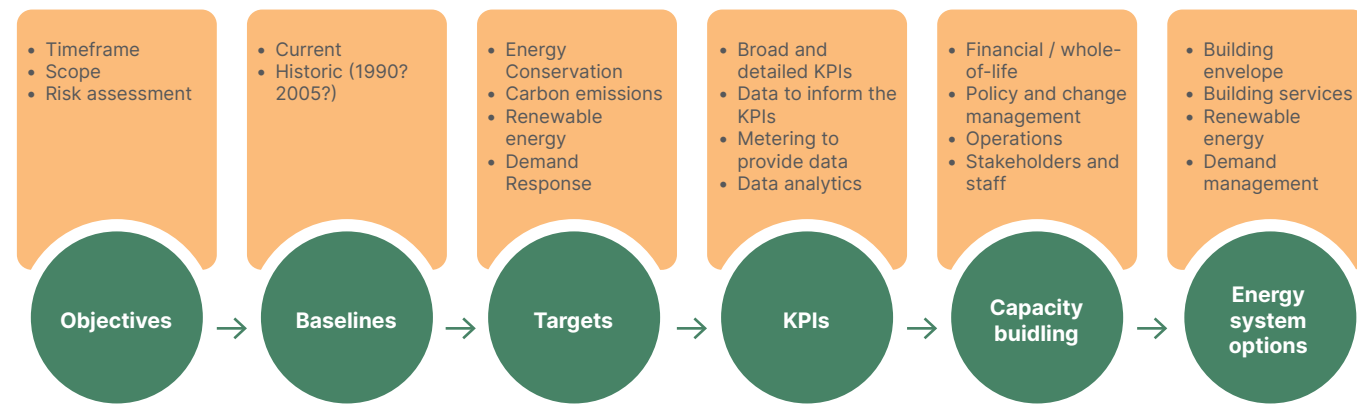 • Timeframe
• Scope
• Risk assessment
Objectives
• Current
• Historic (1990?
2005?)
Baselines
• Energy
Conservation
• Carbon emissions
• Renewable
energy
• Demand
Response
Targets
• Broad and
detailed KPIs
• Data to inform the
KPIs
• Metering to
provide data
• Data analytics
KPIs
• Financial / whole-
of-life
• Policy and change
management
• Operations
• Stakeholders and
staff
Capacity
buidling
• Building
envelope
• Building services
• Renewable
energy
• Demand
management
Energy
system
options